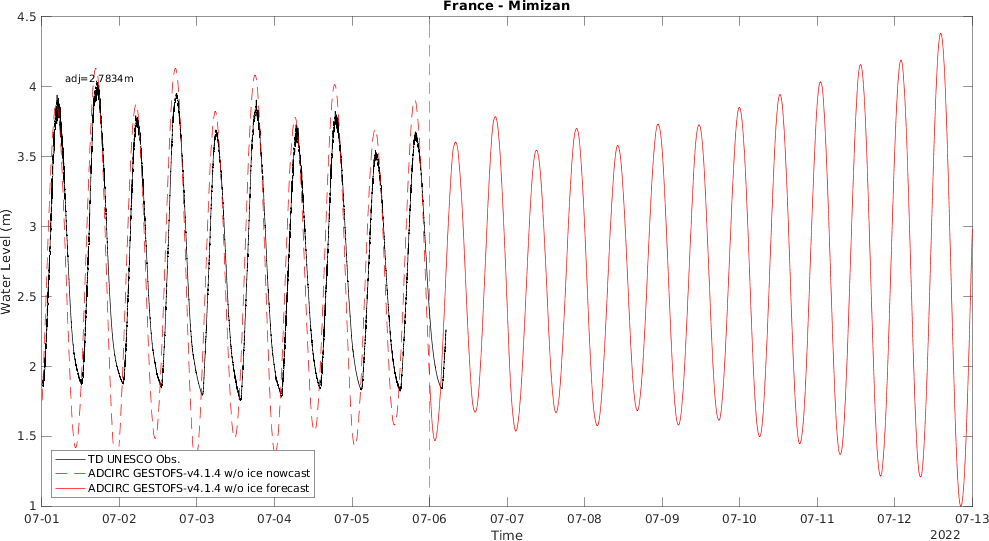 France - Mimizan
4.5
4
3.5
3
2.5
2
1.5
1
Water Level (m)
adj=2.7834m
TD UNESCO Obs.
ADCIRC GESTOFS-v4.1.4 w/o ice nowcast
ADCIRC GESTOFS-v4.1.4 w/o ice forecast
07-01 07-02 07-03 07-04 07-05 07-06 07-07 07-08 07-09 07-10 07-11 07-12 07-13
Time
2022